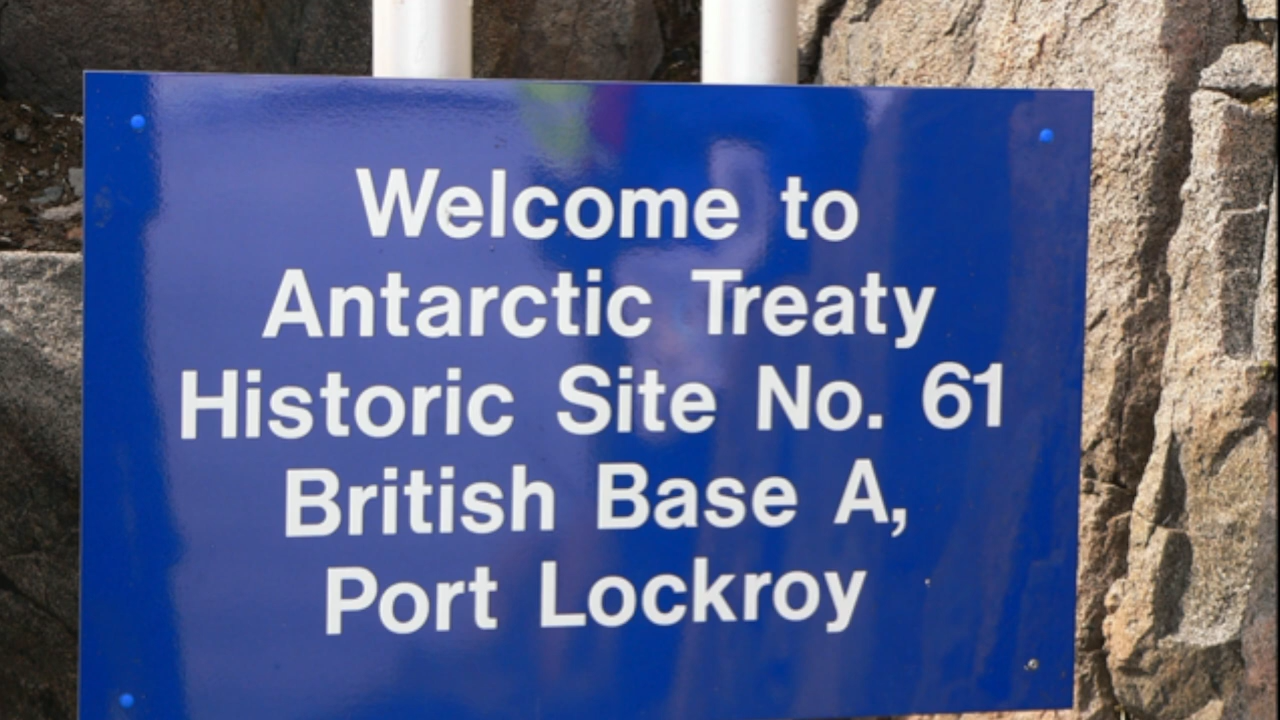 Welcome to
Antarctic Treaty
Historic Site No. 61
British Base A,
Port Lockroy